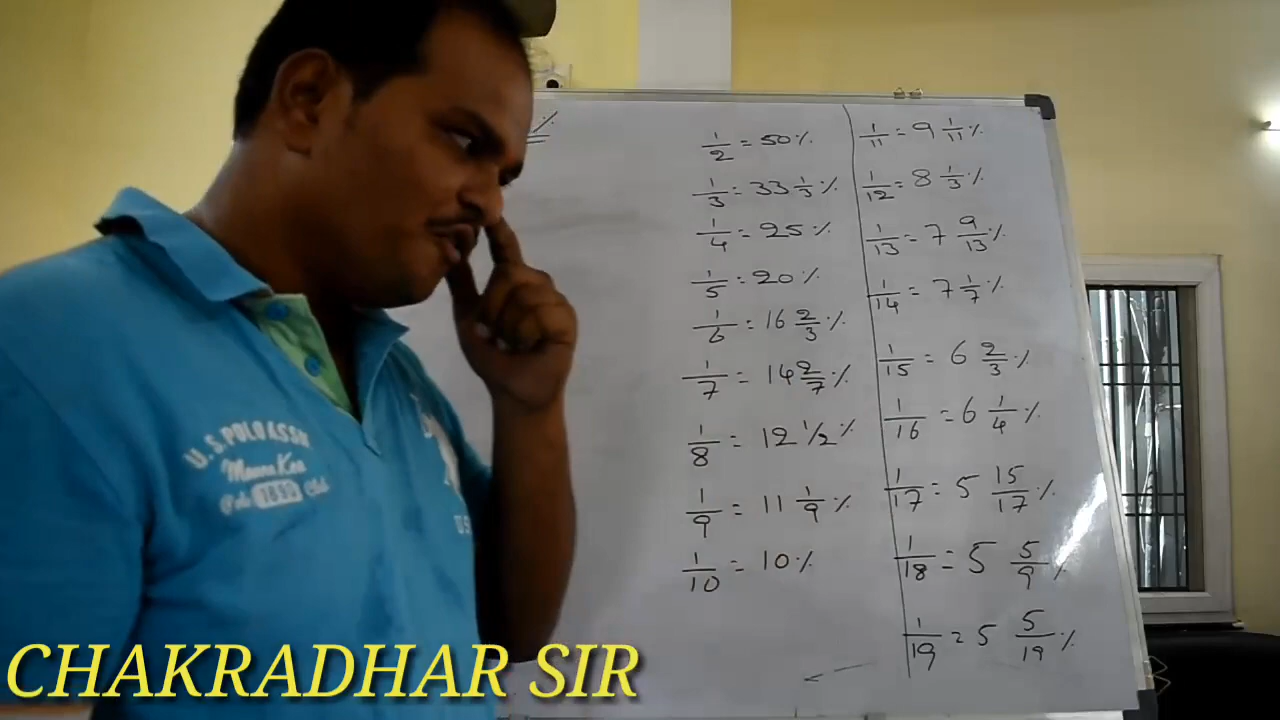 %
1/2 = 50%
1/3 = 33 1/3 %
1/4 = 25%
1/5 = 20%
1/6 = 16 2/3 %
1/7 = 14 2/7 %
1/8 = 12 1/2 %
1/9 = 11 1/9 %
1/10 = 10%
1/11 = 9 1/11 %
1/12 = 8 1/3 %
1/13 = 7 9/13 %
1/14 = 7 1/7 %
1/15 = 6 2/3 %
1/16 = 6 1/4 %
1/17 = 5 15/17 %
1/18 = 5 5/9 %
1/19 = 5 5/19 %
U.S. POLO ASSN
1890
US
CHAKRADHAR SIR